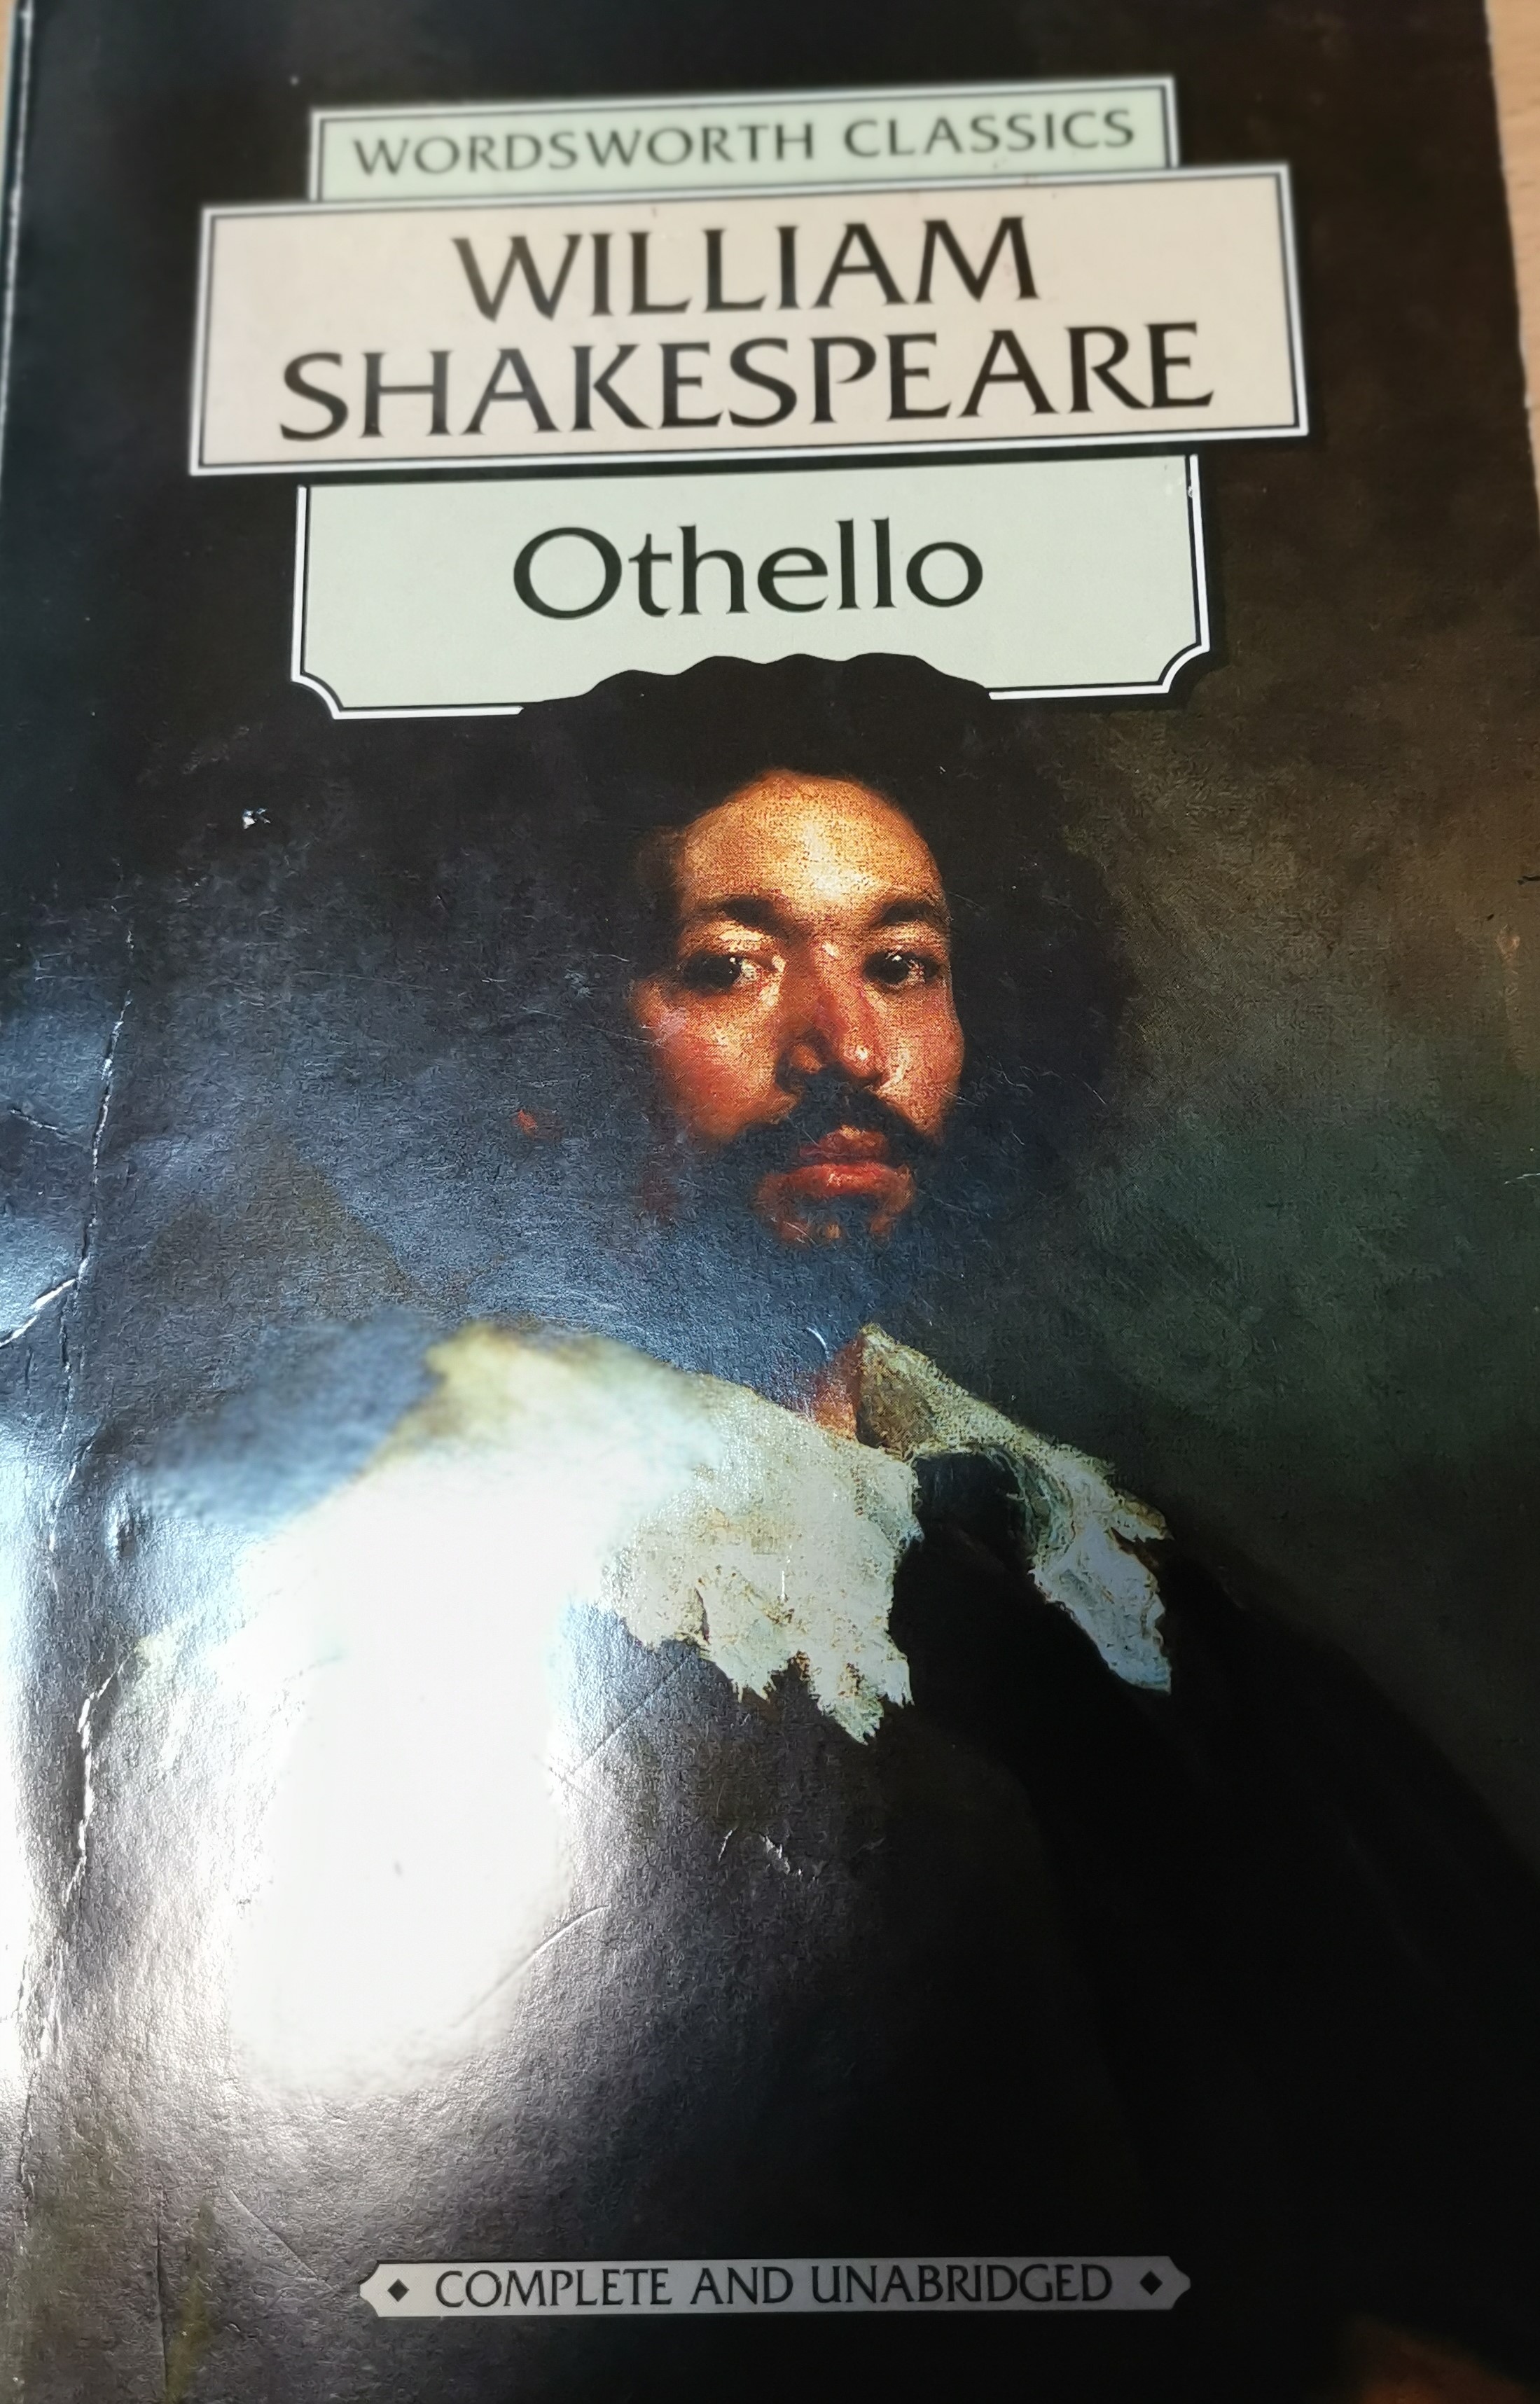 WORDSWORTH CLASSICS
WILLIAM
SHAKESPEARE
Othello
COMPLETE AND UNABRIDGED